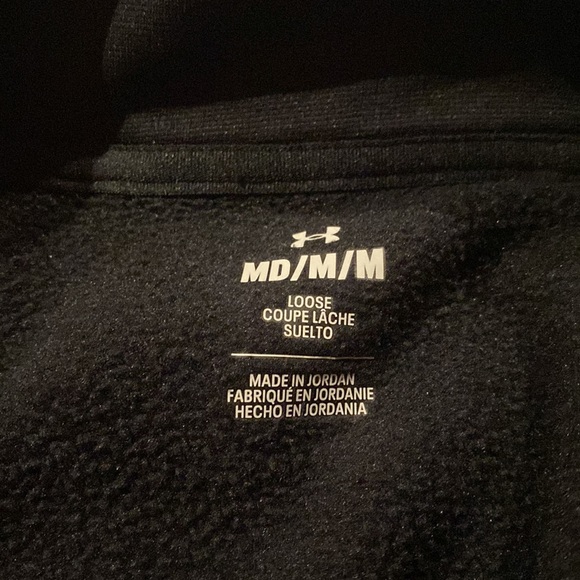 MD/M/M
LOOSE
COUPE LÂCHE
SUELTO
MADE IN JORDAN
FABRIQUÉ EN JORDANIE
HECHO EN JORDANIA